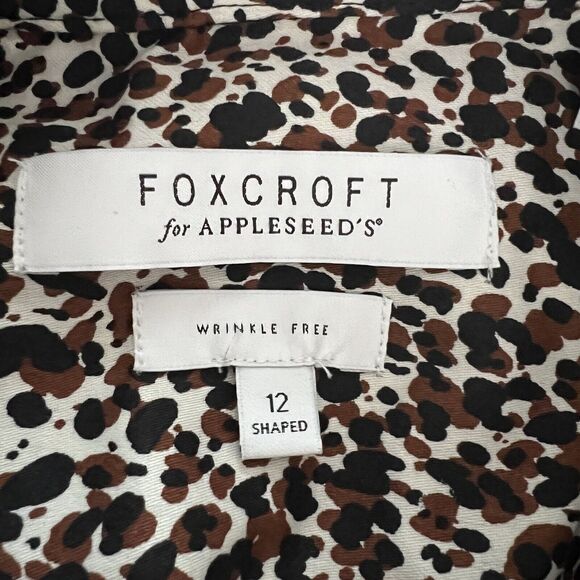 FOXCROFT
for APPLESEED'S®
WRINKLE FREE
12
SHAPED